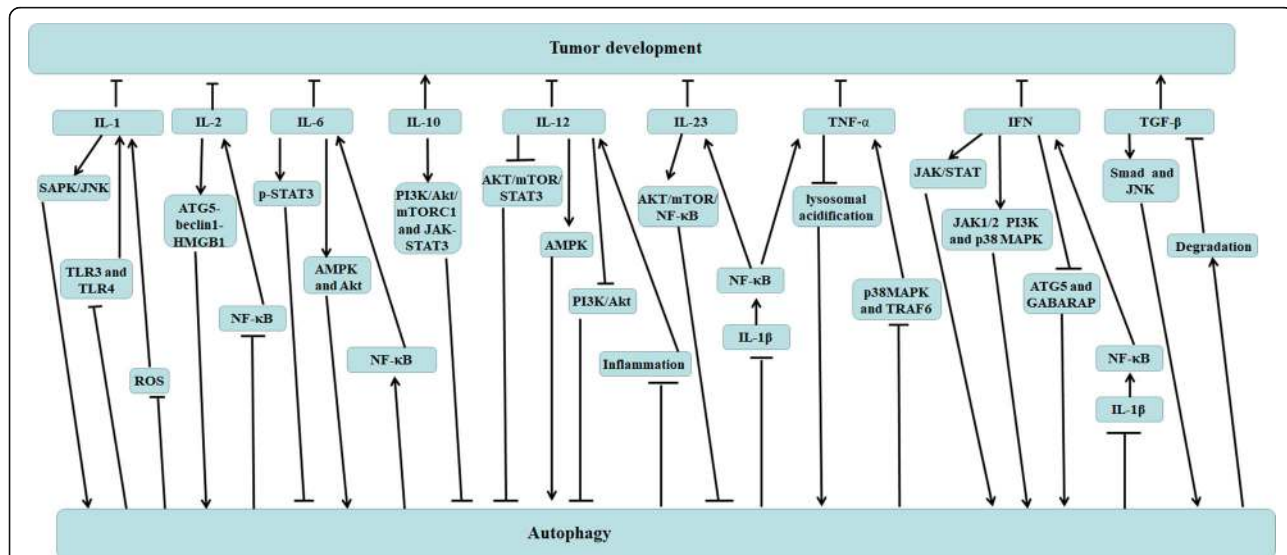 Tumor development
IL-1
IL-2
IL-6
IL-10
IL-12
IL-23
TNF-α
IFN
TGF-β
SAPK/JNK
TLR3 and
TLR4
ROS
ATG5-
beclin1-
HMGB1
NF-κB
p-STAT3
AMPK
and Akt
NF-κB
PI3K/Akt/
mTORC1
and JAK-
STAT3
AKT/mTOR/
STAT3
AMPK
PI3K/Akt
Inflammation
AKT/mTOR/
NF-κB
NF-κB
IL-1β
lysosomal
acidification
p38MAPK
and TRAF6
JAK/STAT
JAK1/2 PI3K
and p38 MAPK
ATG5 and
GABARAP
NF-κB
IL-1β
Smad and
JNK
Degradation
Autophagy